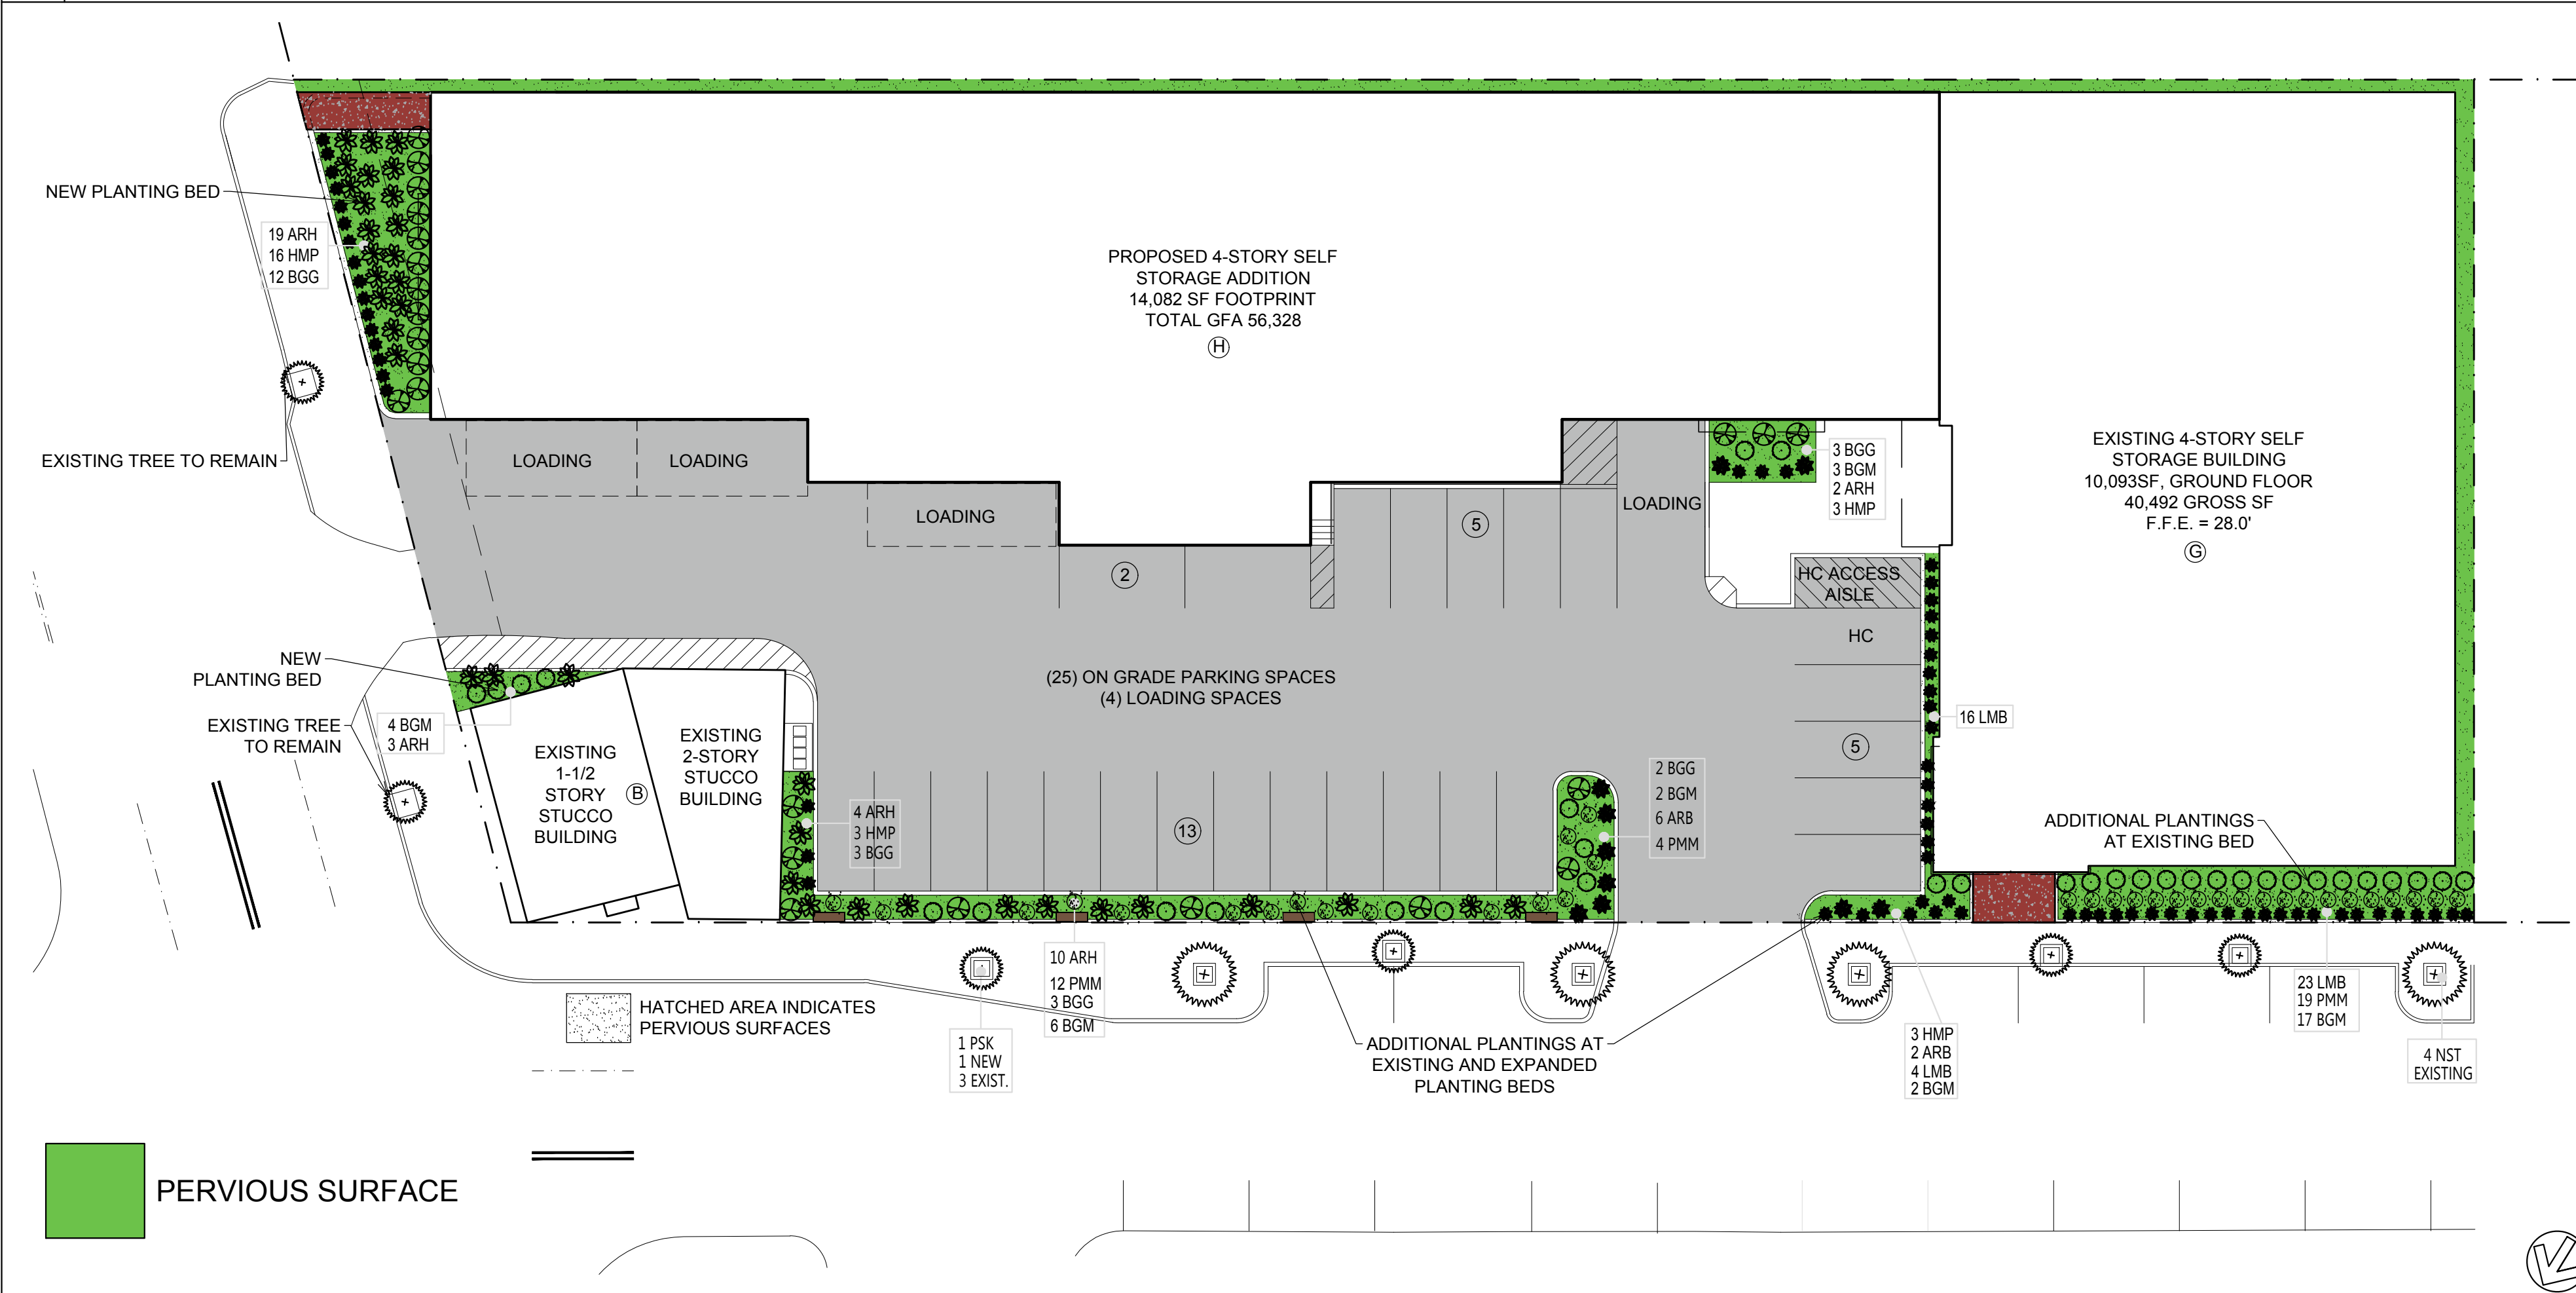 NEW PLANTING BED
19 ARH
16 HMP
12 BGG
EXISTING TREE TO REMAIN
PROPOSED 4-STORY SELF
STORAGE ADDITION
14,082 SF FOOTPRINT
TOTAL GFA 56,328
H
EXISTING 4-STORY SELF
STORAGE BUILDING
10,093SF, GROUND FLOOR
40,492 GROSS SF
F.F.E. = 28.0'
G
LOADING
LOADING
LOADING
LOADING
2
5
3 BGG
3 BGM
2 ARH
3 HMP
HC ACCESS
AISLE
HC
5
16 LMB
(25) ON GRADE PARKING SPACES
(4) LOADING SPACES
NEW
PLANTING BED
EXISTING TREE
TO REMAIN
4 BGM
3 ARH
EXISTING
1-1/2
STORY
STUCCO
BUILDING
B
EXISTING
2-STORY
STUCCO
BUILDING
4 ARH
3 HMP
3 BGG
13
2 BGG
2 BGM
6 ARB
4 PMM
ADDITIONAL PLANTINGS
AT EXISTING BED
HATCHED AREA INDICATES
PERVIOUS SURFACES
1 PSK
1 NEW
3 EXIST.
10 ARH
12 PMM
3 BGG
6 BGM
ADDITIONAL PLANTINGS AT
EXISTING AND EXPANDED
PLANTING BEDS
3 HMP
2 ARB
4 LMB
2 BGM
23 LMB
19 PMM
17 BGM
4 NST
EXISTING
PERVIOUS SURFACE